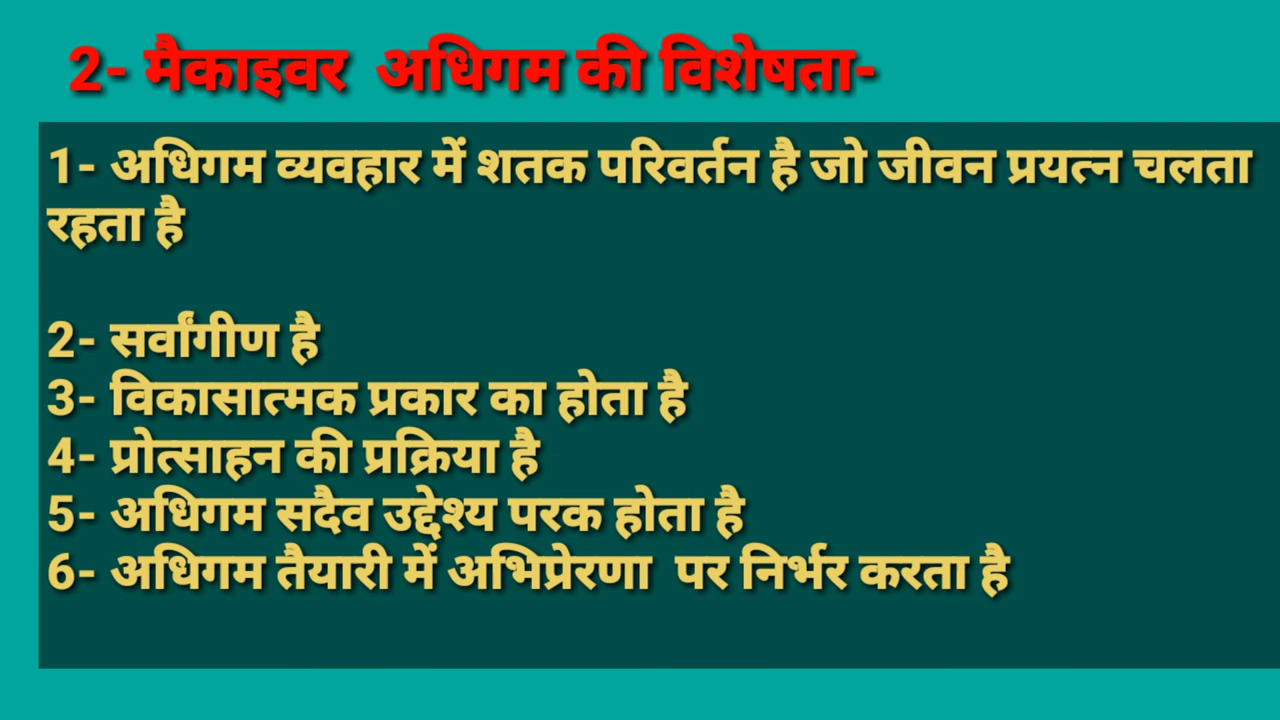 2- मैकाइवर अधिगम की विशेषता-
1- अधिगम व्यवहार में शतक परिवर्तन है जो जीवन प्रयत्न चलता
रहता है
2- सर्वांगीण है
3- विकासात्मक प्रकार का होता है
4- प्रोत्साहन की प्रक्रिया है
5- अधिगम सदैव उद्देश्य परक होता है
6- अधिगम तैयारी में अभिप्रेरणा पर निर्भर करता है